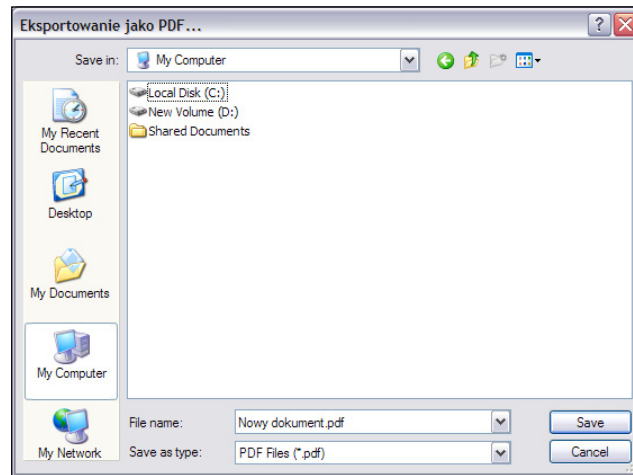 Eksportowanie jako PDF...
Save in:
My Computer
Local Disk (C:)
New Volume (D:)
Shared Documents
My Recent
Documents
Desktop
My Documents
My Computer
My Network
File name:
Nowy dokument.pdf
Save
Save as type:
PDF Files (*.pdf)
Cancel